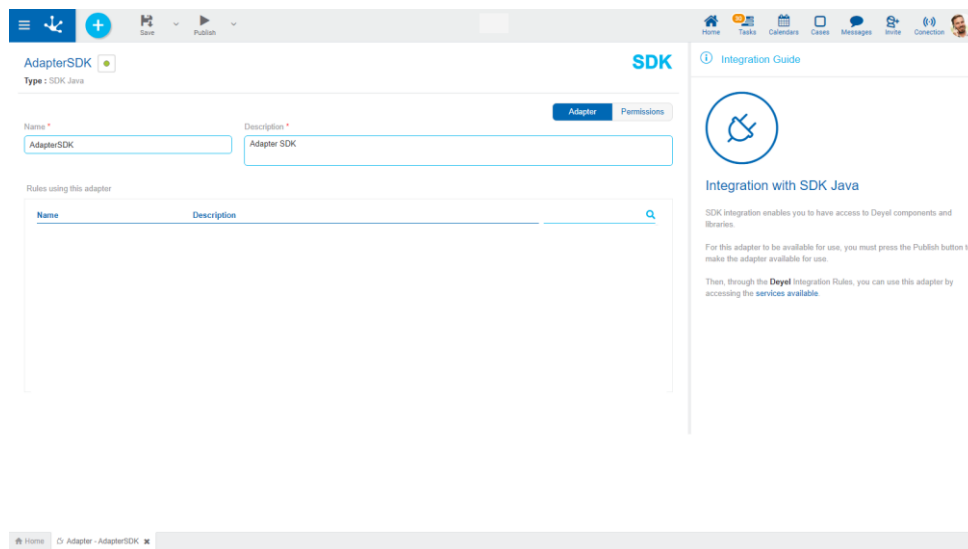 Save
Publish
Home
30
Tasks
Calendars
Cases
Messages
Invite
Conection
AdapterSDK
SDK
Type : SDK Java
Adapter
Permissions
Name *
Description *
AdapterSDK
Adapter SDK
Rules using this adapter
Name
Description
Integration Guide
Integration with SDK Java
SDK integration enables you to have access to Deyel components and
libraries.
For this adapter to be available for use, you must press the Publish button t
make the adapter available for use.
Then, through the Deyel Integration Rules, you can use this adapter by
accessing the services available.
Home
Adapter - AdapterSDK